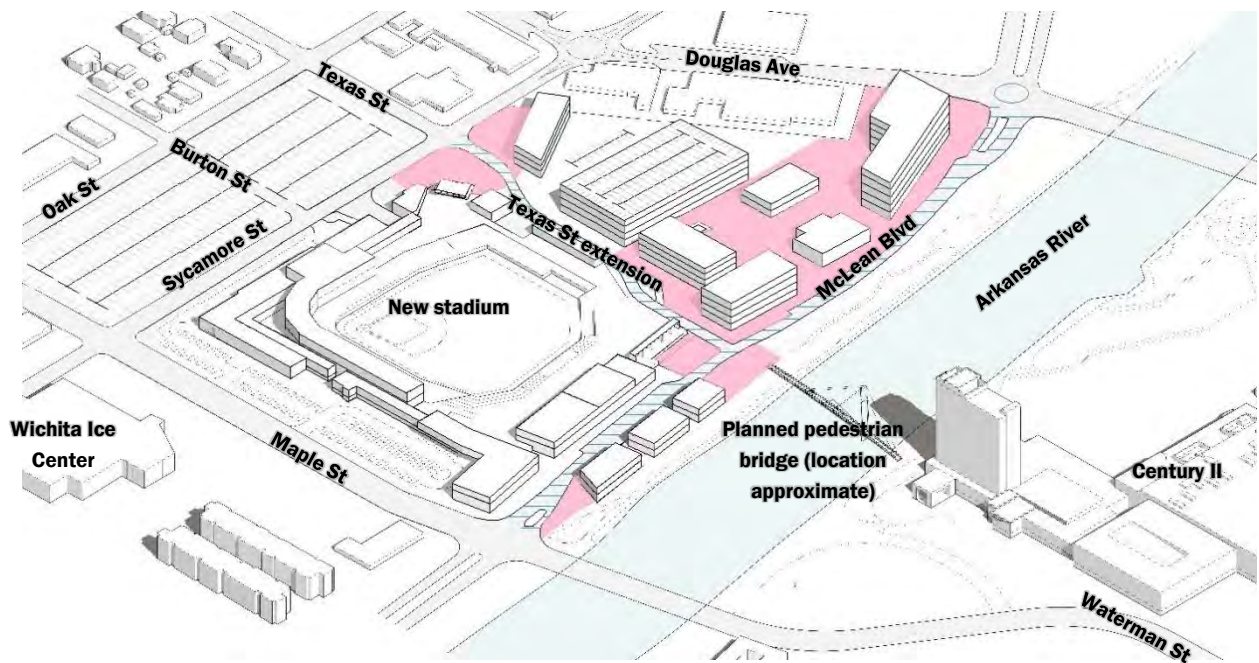 Douglas Ave
Texas St
Burton St
Oak St
Sycamore St
Texas St extension
McLean Blvd
Arkansas River
New stadium
Wichita Ice
Center
Maple St
Planned pedestrian
bridge (location
approximate)
Century II
Waterman St